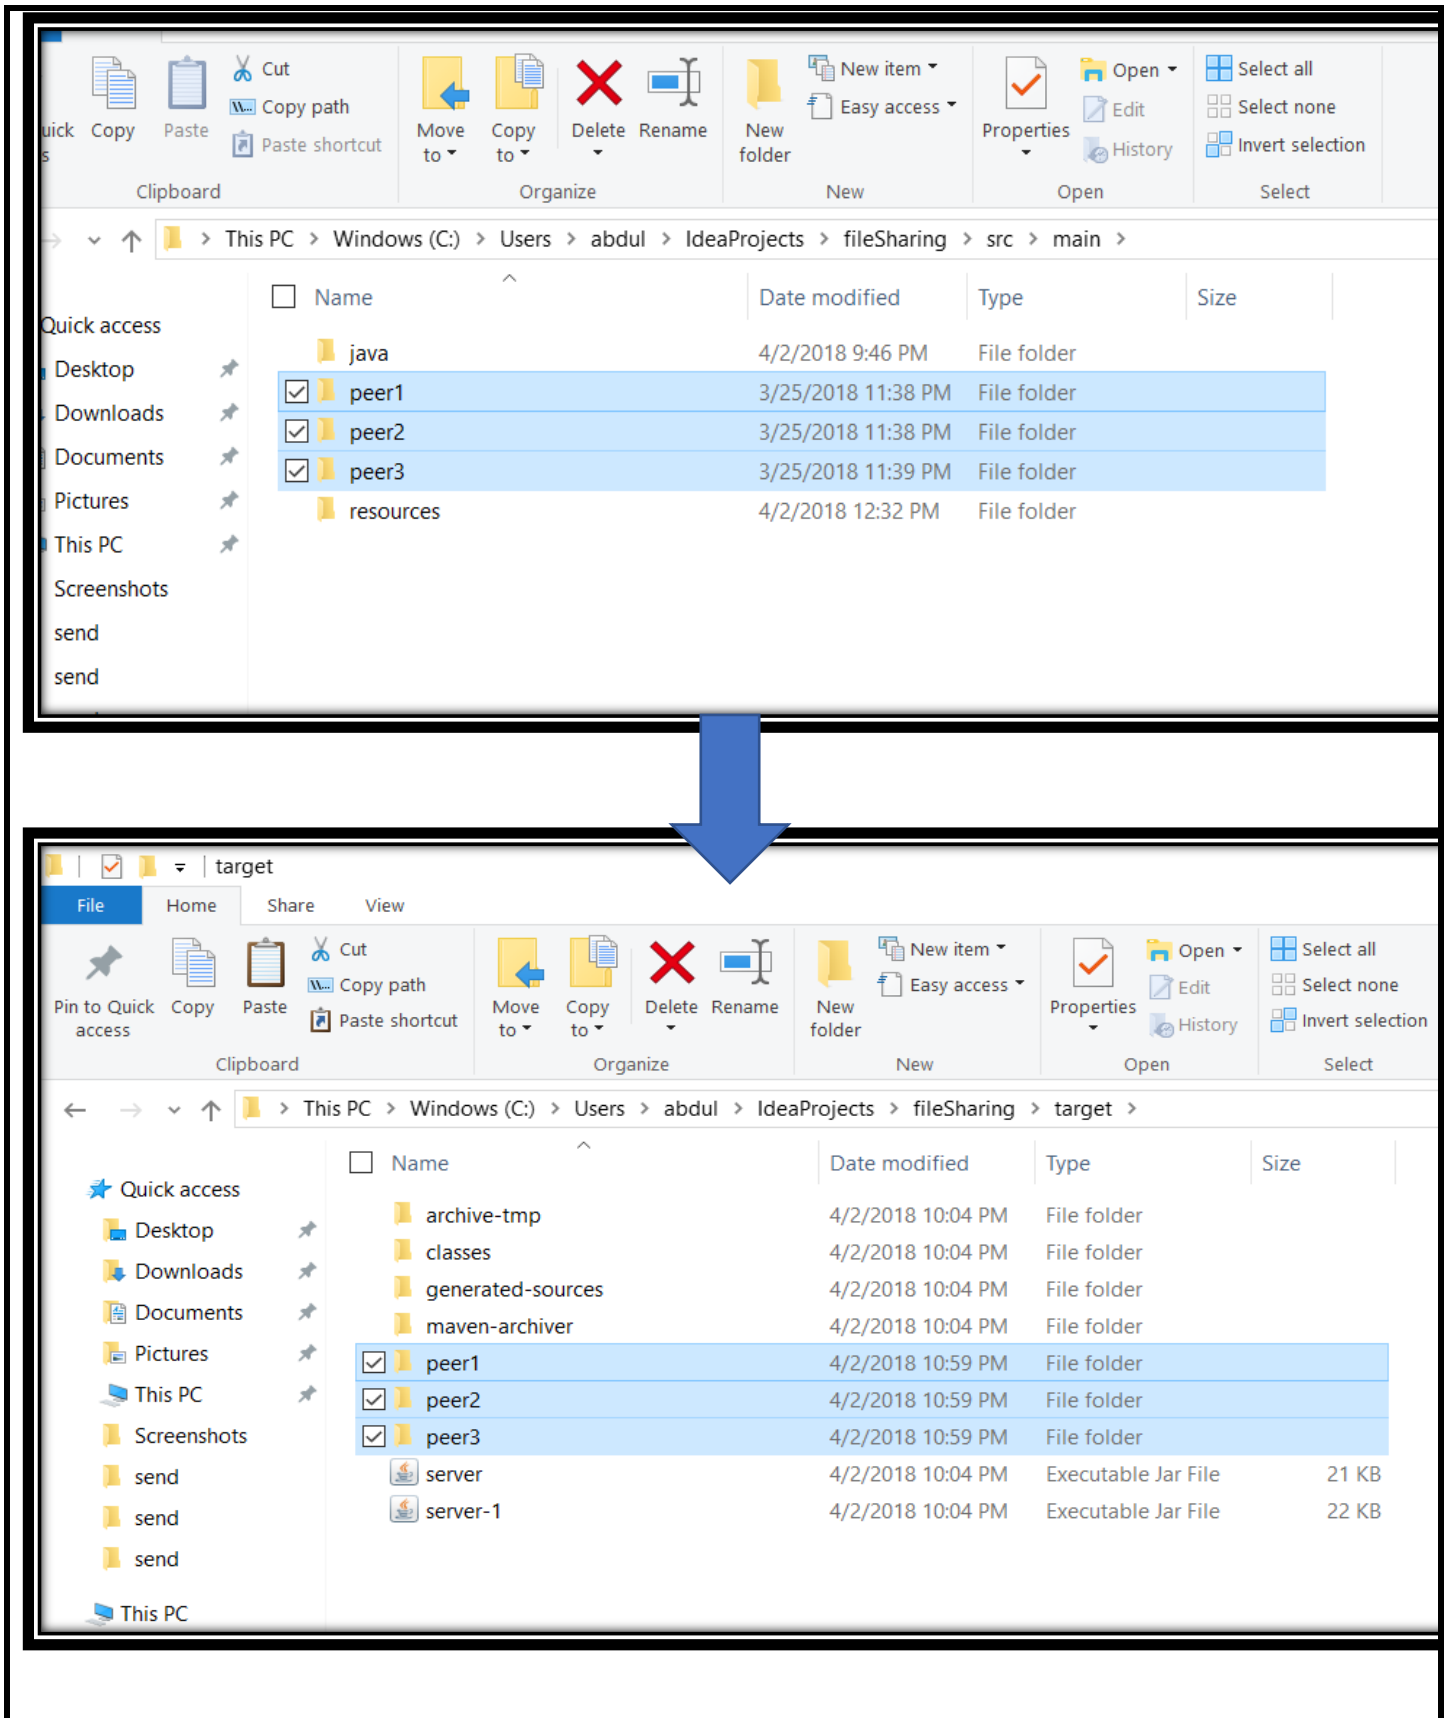 Cut
Copy path
Paste shortcut
uick Copy Paste
s
Move to Copy to Delete Rename
New folder
New item
Easy access
Properties
Open
Edit
History
Select all
Select none
Invert selection
Clipboard Organize New Open Select
> This PC > Windows (C:) > Users > abdul > IdeaProjects > fileSharing > src > main >
Name Date modified Type Size
Quick access
Desktop
Downloads
Documents
Pictures
This PC
Screenshots
send
send
java 4/2/2018 9:46 PM File folder
peer1 3/25/2018 11:38 PM File folder
peer2 3/25/2018 11:38 PM File folder
peer3 3/25/2018 11:39 PM File folder
resources 4/2/2018 12:32 PM File folder
target
File Home Share View
Pin to Quick access
Copy Paste
Cut
Copy path
Paste shortcut
Move to Copy to Delete Rename
New folder
New item
Easy access
Properties
Open
Edit
History
Select all
Select none
Invert selection
Clipboard Organize New Open Select
> This PC > Windows (C:) > Users > abdul > IdeaProjects > fileSharing > target >
Name Date modified Type Size
Quick access
Desktop
Downloads
Documents
Pictures
This PC
Screenshots
send
send
send
This PC
archive-tmp 4/2/2018 10:04 PM File folder
classes 4/2/2018 10:04 PM File folder
generated-sources 4/2/2018 10:04 PM File folder
maven-archiver 4/2/2018 10:04 PM File folder
peer1 4/2/2018 10:59 PM File folder
peer2 4/2/2018 10:59 PM File folder
peer3 4/2/2018 10:59 PM File folder
server 4/2/2018 10:04 PM Executable Jar File 21 KB
server-1 4/2/2018 10:04 PM Executable Jar File 22 KB